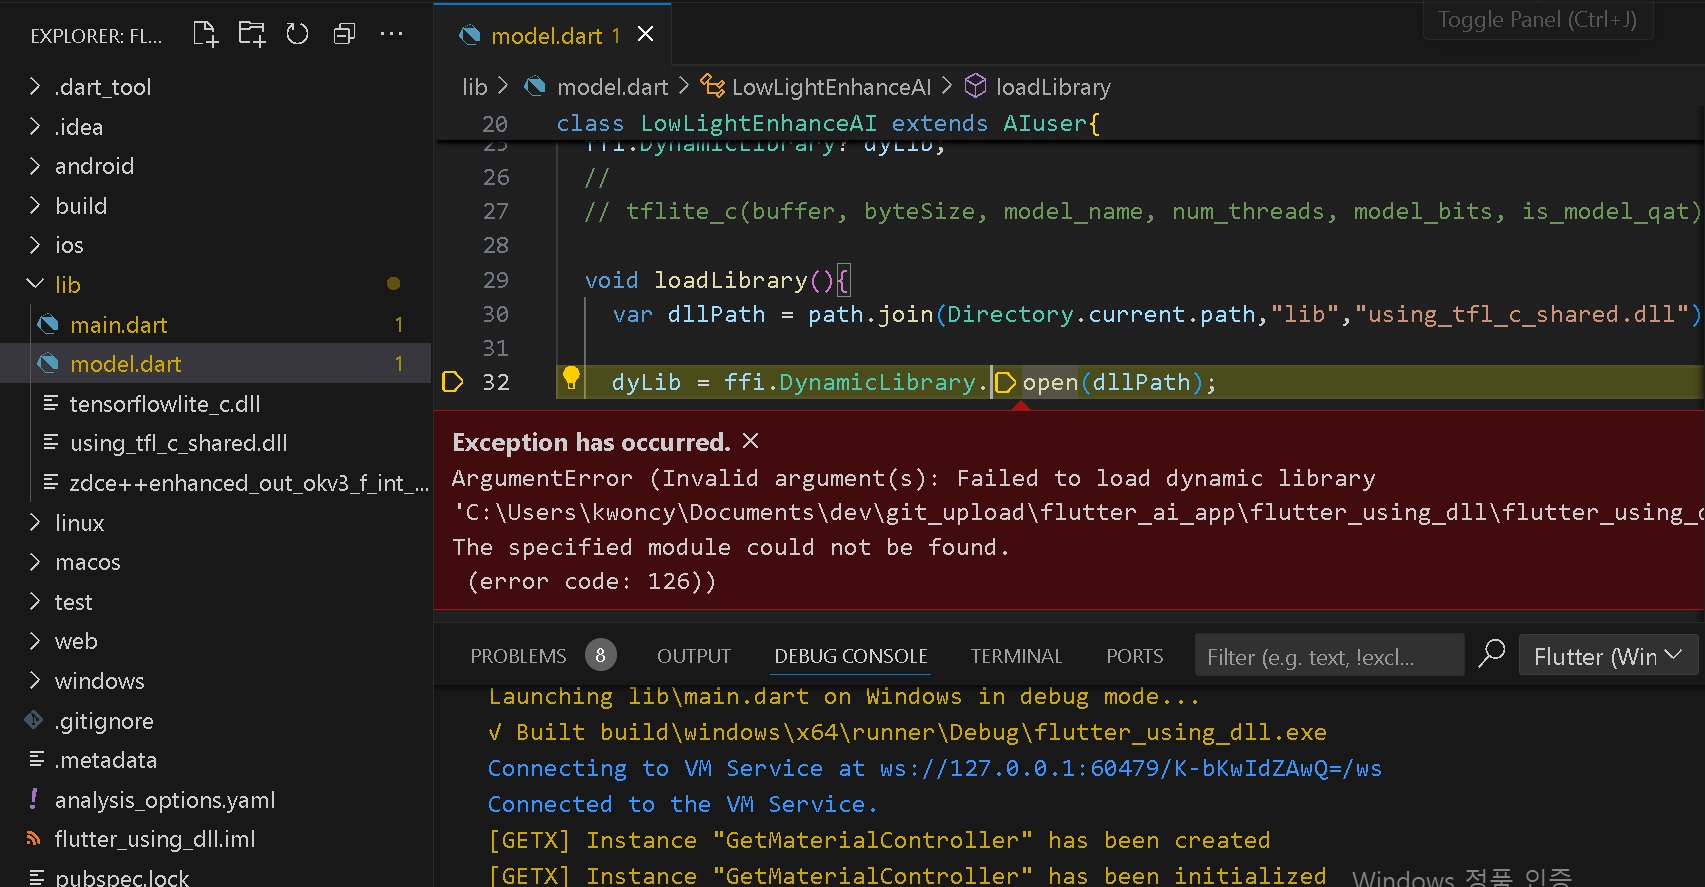 Toggle Panel (Ctrl+J)
EXPLORER: FL...
.dart_tool
.idea
android
build
ios
lib
main.dart 1
model.dart 1
tensorflowlite_c.dll
using_tfl_c_shared.dll
zdce++enhanced_out_okv3_f_int_...
linux
macos
test
web
windows
.gitignore
.metadata
analysis_options.yaml
flutter_using_dll.iml
pubspec.lock
model.dart 1
lib > model.dart > LowLightEnhanceAI > loadLibrary
20 class LowLightEnhanceAI extends AIuser{
25 ffi.DynamicLibrary? dyLib;
26 //
27 // tflite_c(buffer, byteSize, model_name, num_threads, model_bits, is_model_qat)
28
29 void loadLibrary(){
30 var dllPath = path.join(Directory.current.path,"lib","using_tfl_c_shared.dll")
31
32 dyLib = ffi.DynamicLibrary.open(dllPath);
Exception has occurred.
ArgumentError (Invalid argument(s): Failed to load dynamic library
'C:\Users\kwoncy\Documents\dev\git_upload\flutter_ai_app\flutter_using_dll\flutter_using_
The specified module could not be found.
(error code: 126))
PROBLEMS 8 OUTPUT DEBUG CONSOLE TERMINAL PORTS Filter (e.g. text, !excl... Flutter (Win
Launching lib\main.dart on Windows in debug mode...
√ Built build\windows\x64\runner\Debug\flutter_using_dll.exe
Connecting to VM Service at ws://127.0.0.1:60479/K-bKwIdZAwQ=/ws
Connected to the VM Service.
[GETX] Instance "GetMaterialController" has been created
[GETX] Instance "GetMaterialController" has been initialized
Windows 정품 인증